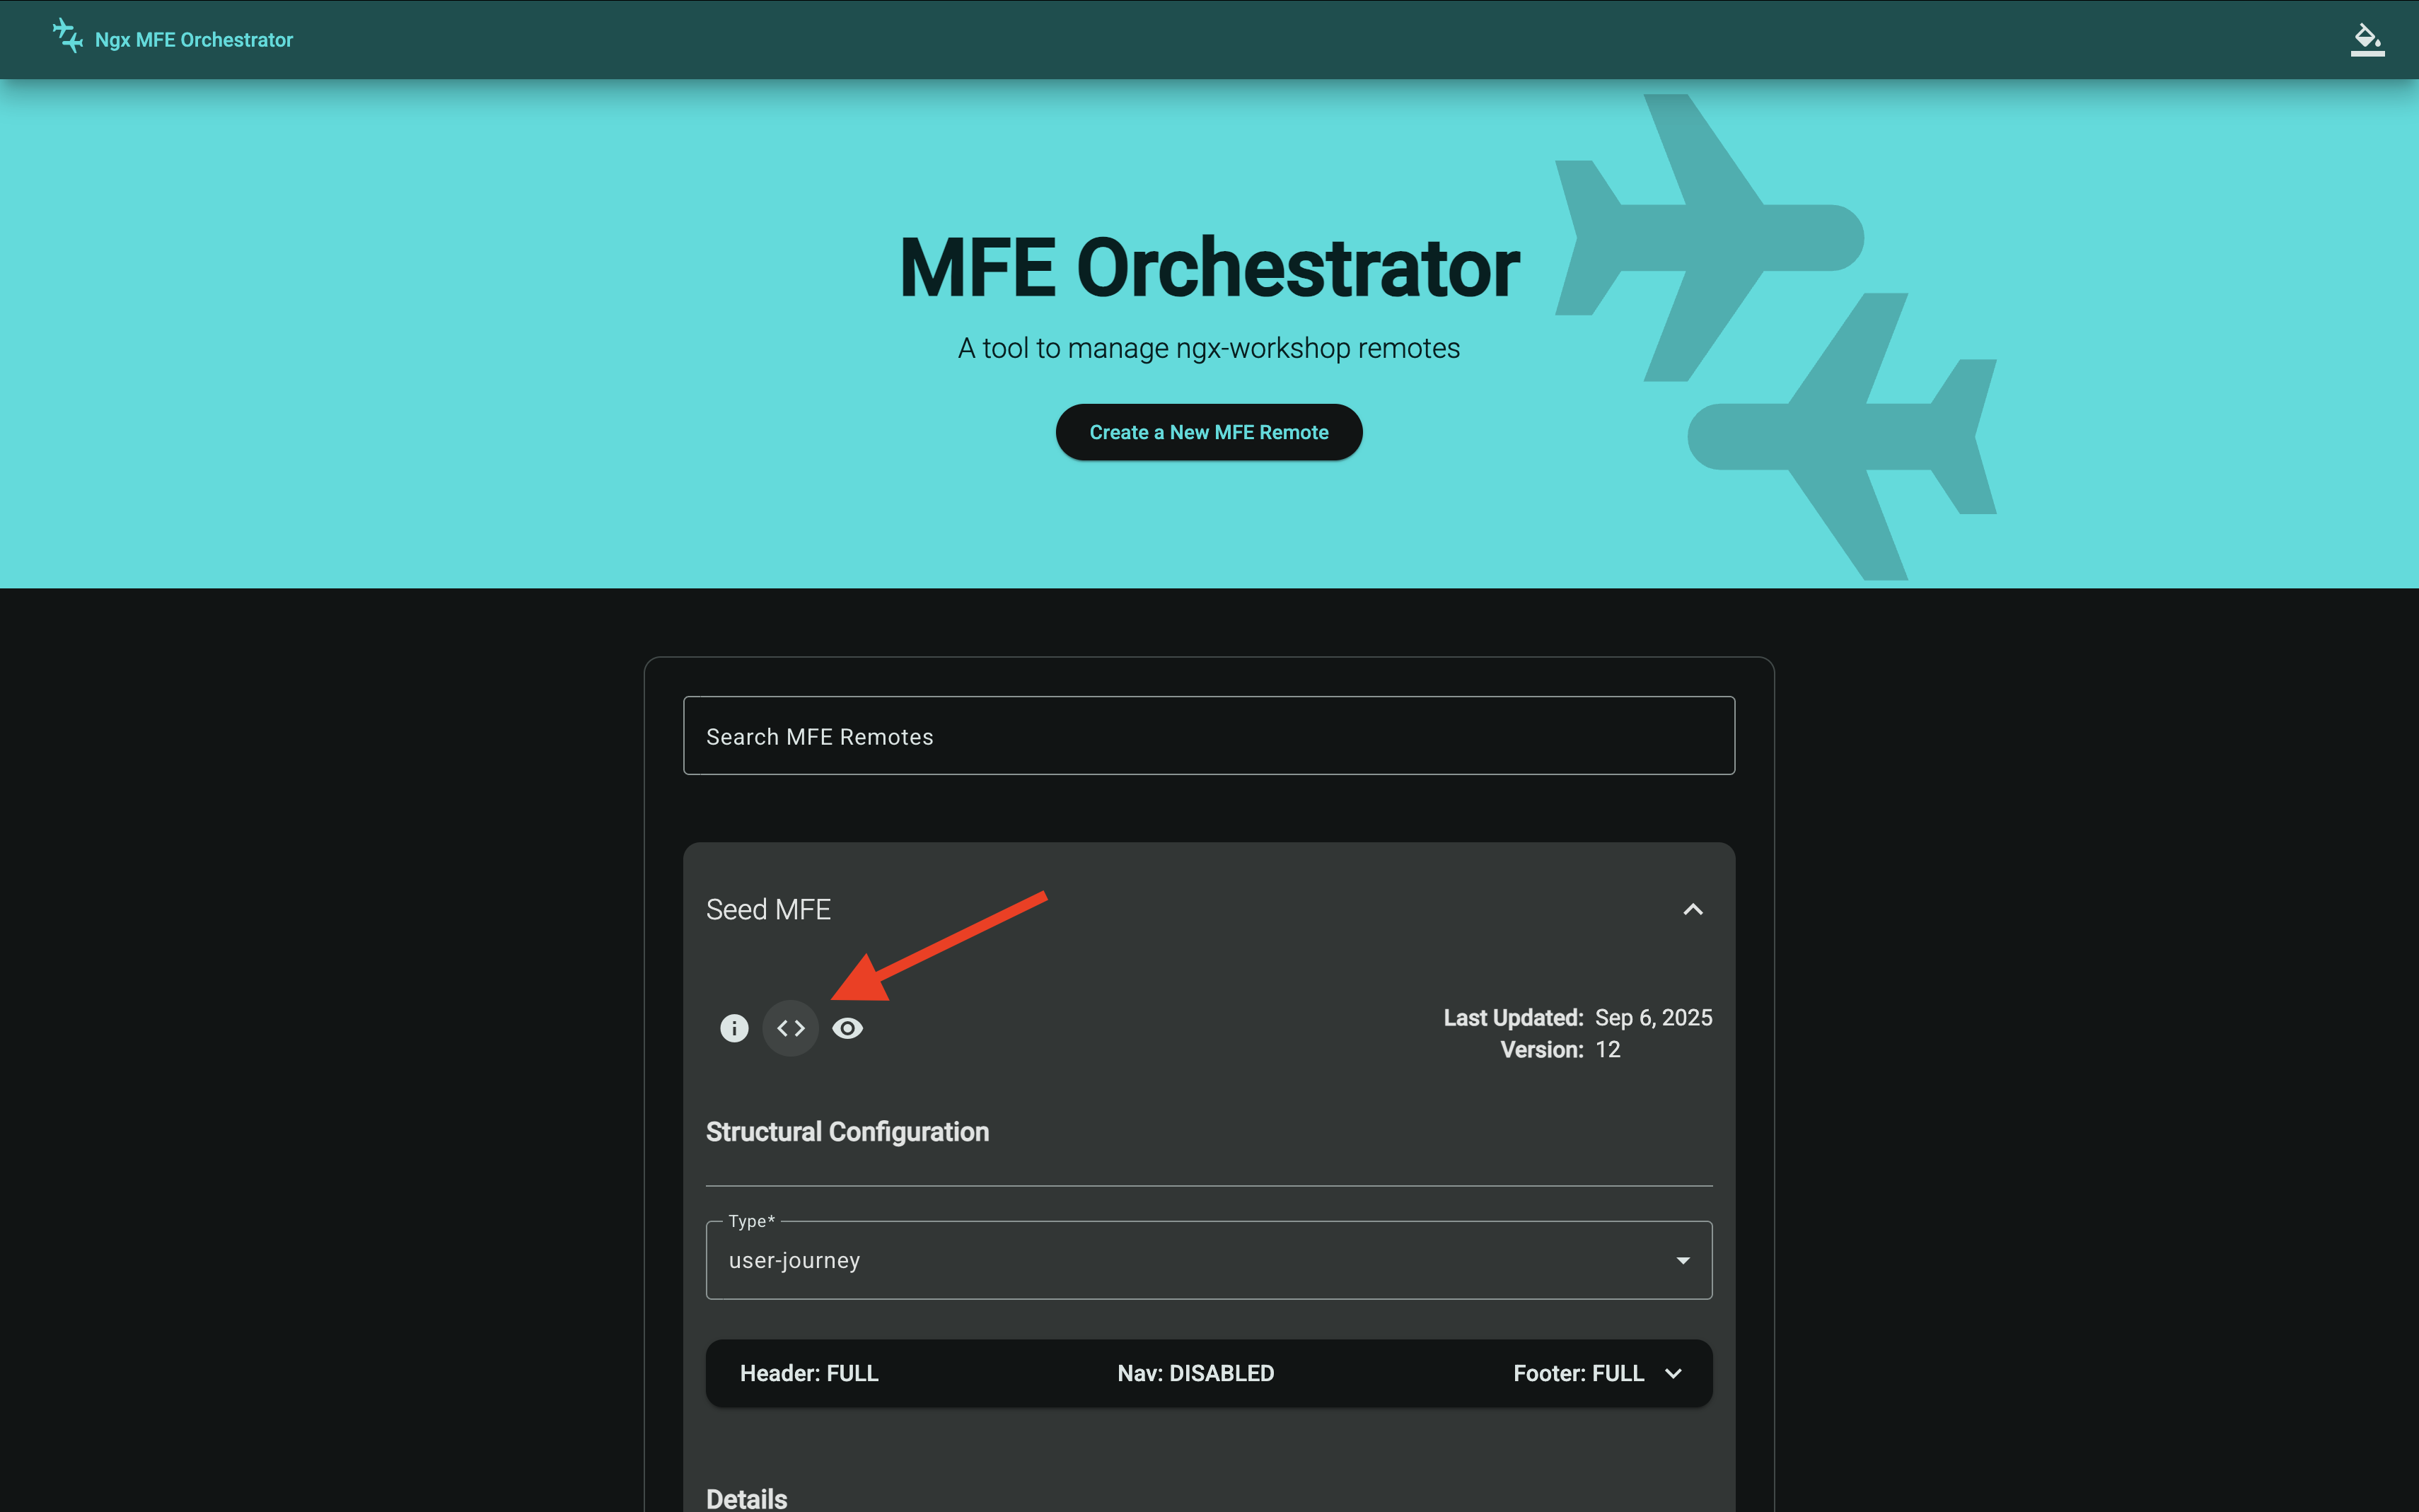 Ngx MFE Orchestrator
MFE Orchestrator
A tool to manage ngx-workshop remotes
Create a New MFE Remote
Search MFE Remotes
Seed MFE
Last Updated: Sep 6, 2025
Version: 12
Structural Configuration
Type*
user-journey
Header: FULL Nav: DISABLED Footer: FULL
Details